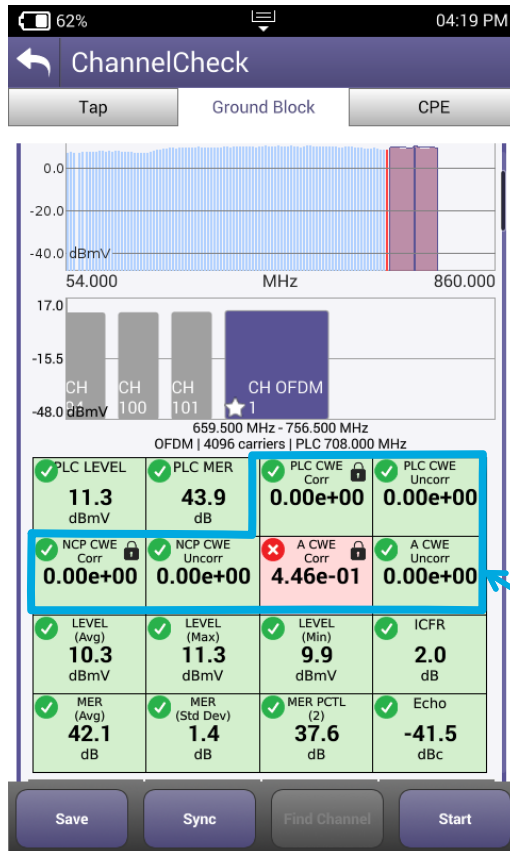 62%
04:19 PM
ChannelCheck
Tap
Ground Block
CPE
0.0
-20.0
-40.0 dBmV
54.000 MHz 860.000
17.0
-15.5
-48.0 dBmV
CH
CH 100
CH 101
CH OFDM 1
659.500 MHz - 756.500 MHz
OFDM | 4096 carriers | PLC 708.000 MHz
PLC LEVEL
11.3
dBmV
PLC MER
43.9
dB
PLC CWE
Corr
0.00e+00
PLC CWE
Uncorr
0.00e+00
NCP CWE
Corr
0.00e+00
NCP CWE
Uncorr
0.00e+00
A CWE
Corr
4.46e-01
A CWE
Uncorr
0.00e+00
LEVEL
(Avg)
10.3
dBmV
LEVEL
(Max)
11.3
dBmV
LEVEL
(Min)
9.9
dBmV
ICFR
2.0
dB
MER
(Avg)
42.1
dB
MER
(Std Dev)
1.4
dB
MER PCTL
(2)
37.6
dB
Echo
-41.5
dBc
Save
Sync
Find Channel
Start